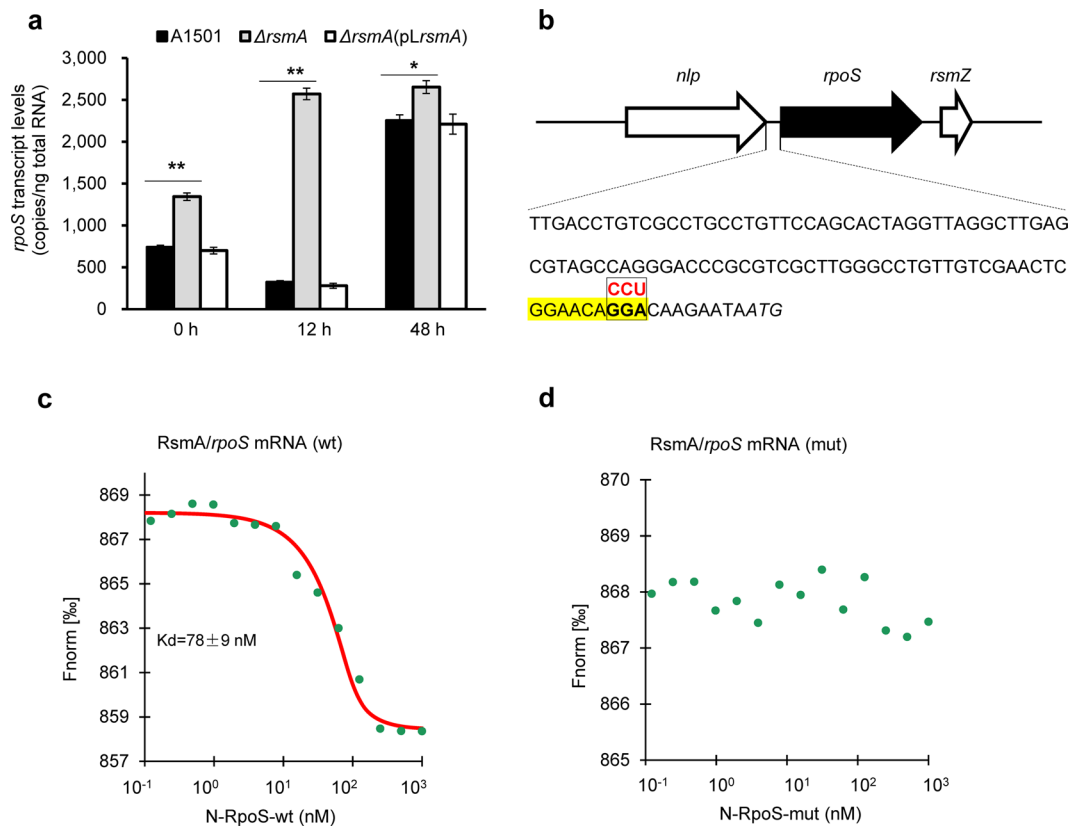 a
A1501 ΔrsmA ΔrsmA(pLrsmA)
rpoS transcript levels
(copies/ng total RNA)
3,000
2,500
2,000
1,500
1,000
500
0
**
**
*
0 h 12 h 48 h
b
nlp rpoS rsmZ
TTGACCTGTCGCCTGCCTGTTCCAGCACTAGGTTAGGCTTGAG
CGTAGCCAGGGACCCGCGTCGCTTGGGCCTGTTGTCGAACTC
CCU
GGAACAGGACAAGAATAATG
c
RsmA/rpoS mRNA (wt)
Fnorm [‰]
869
867
865
863
861
859
857
Kd=78±9 nM
10⁻¹ 10⁰ 10¹ 10² 10³
N-RpoS-wt (nM)
d
RsmA/rpoS mRNA (mut)
Fnorm [‰]
870
869
868
867
866
865
10⁻¹ 10⁰ 10¹ 10² 10³
N-RpoS-mut (nM)